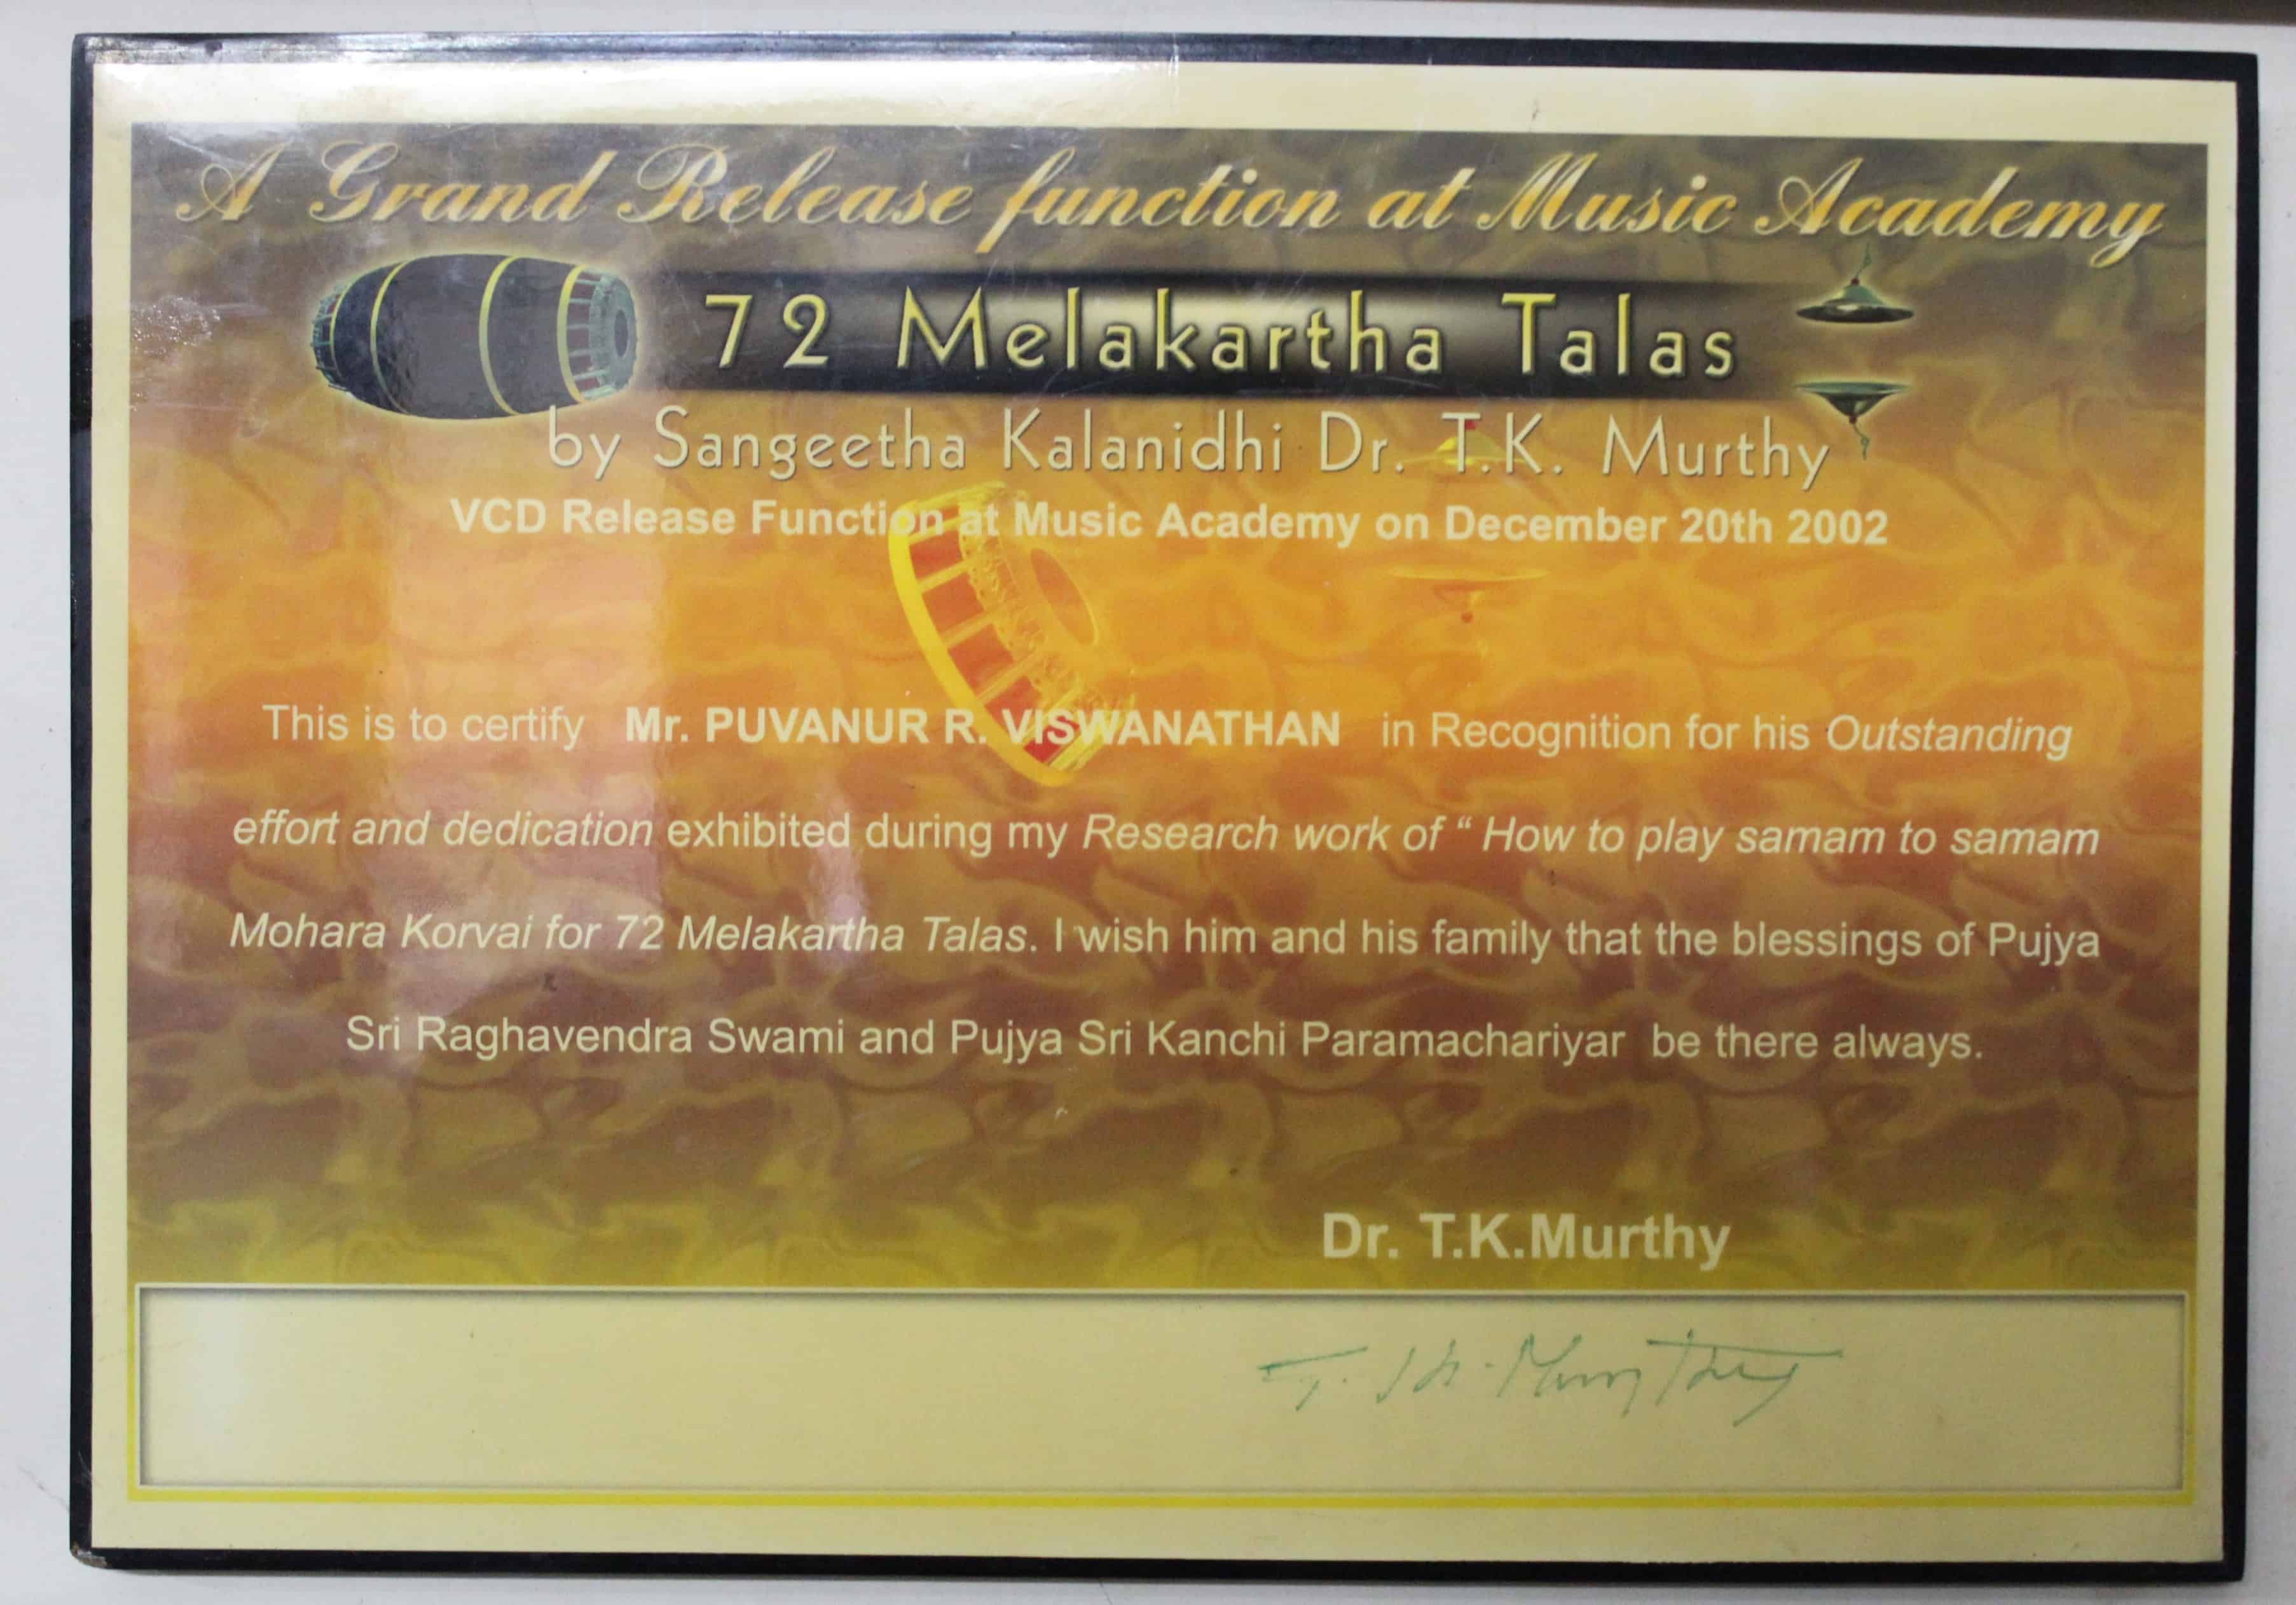 A Grand Release function at Music Academy
72 Melakartha Talas
by Sangeetha Kalanidhi Dr. T.K. Murthy
VCD Release Function at Music Academy on December 20th 2002
This is to certify Mr. PUVANUR R. VISWANATHAN in Recognition for his Outstanding
effort and dedication exhibited during my Research work of “ How to play samam to samam
Mohara Korvai for 72 Melakartha Talas. I wish him and his family that the blessings of Pujya
Sri Raghavendra Swami and Pujya Sri Kanchi Paramachariyar be there always.
Dr. T.K.Murthy
T. K. Murthy